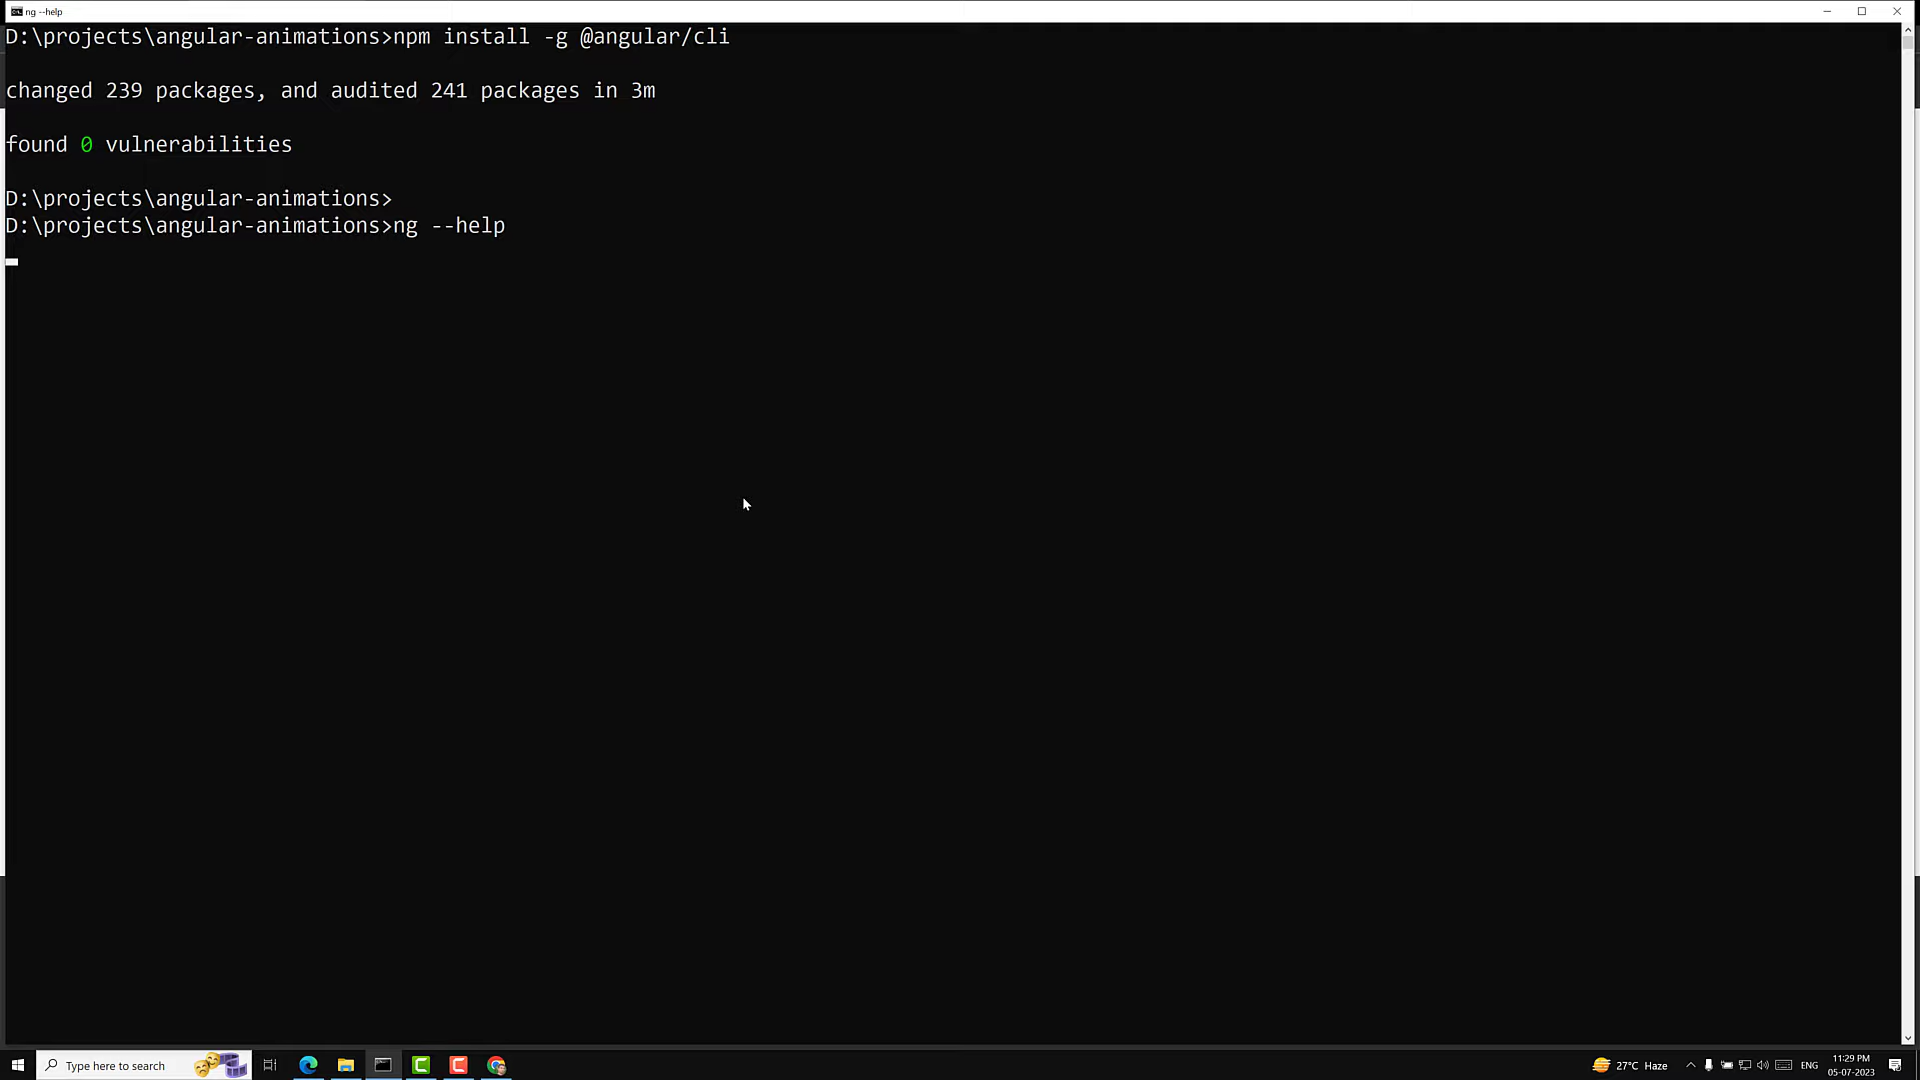 ng --help
D:\projects\angular-animations>npm install -g @angular/cli
changed 239 packages, and audited 241 packages in 3m
found 0 vulnerabilities
D:\projects\angular-animations>
D:\projects\angular-animations>ng --help
Type here to search
27°C Haze
ENG
11:29 PM
05-07-2023